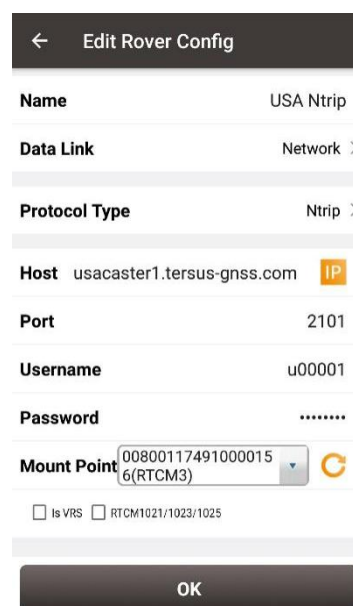 ← Edit Rover Config
Name USA Ntrip
Data Link Network >
Protocol Type Ntrip >
Host usacaster1.tersus-gnss.com IP
Port 2101
Username u00001
Password ••••••••
Mount Point 00800117491000015
6(RTCM3)
Is VRS RTCM1021/1023/1025
OK